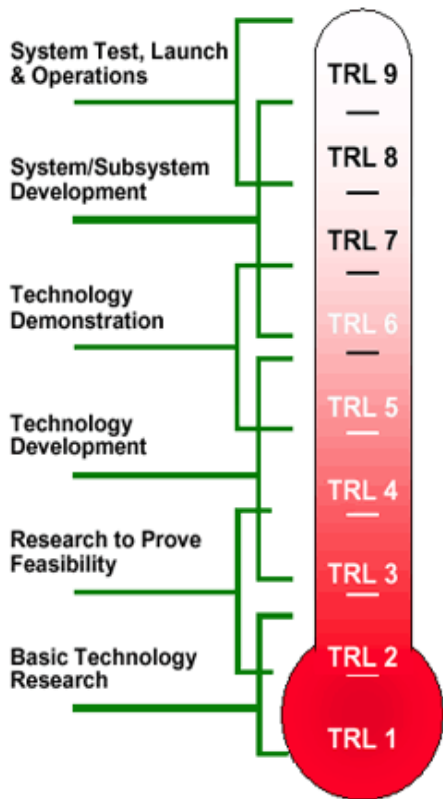 System Test, Launch
& Operations
System/Subsystem
Development
Technology
Demonstration
Technology
Development
Research to Prove
Feasibility
Basic Technology
Research
TRL 9
TRL 8
TRL 7
TRL 6
TRL 5
TRL 4
TRL 3
TRL 2
TRL 1